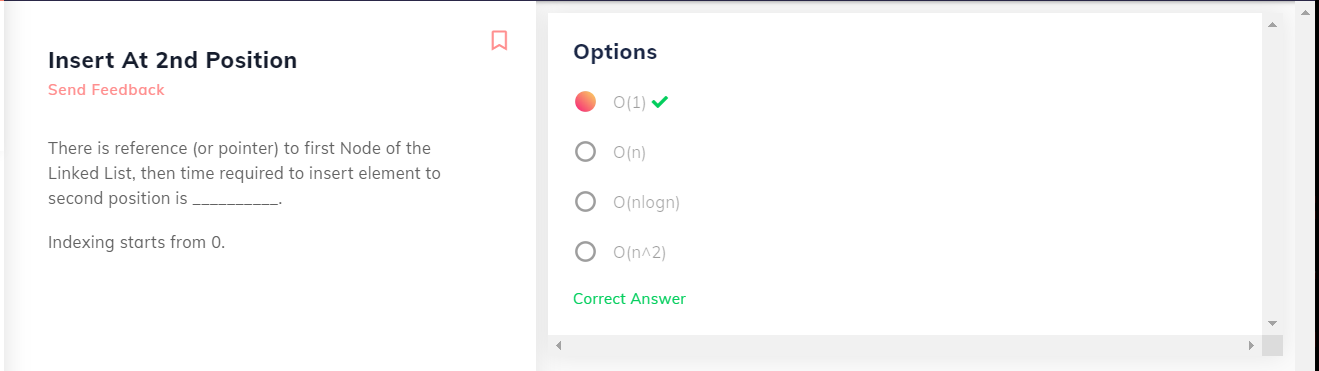 Insert At 2nd Position
Send Feedback
There is reference (or pointer) to first Node of the
Linked List, then time required to insert element to
second position is __________.
Indexing starts from 0.
Options
O(1)
O(n)
O(nlogn)
O(n^2)
Correct Answer